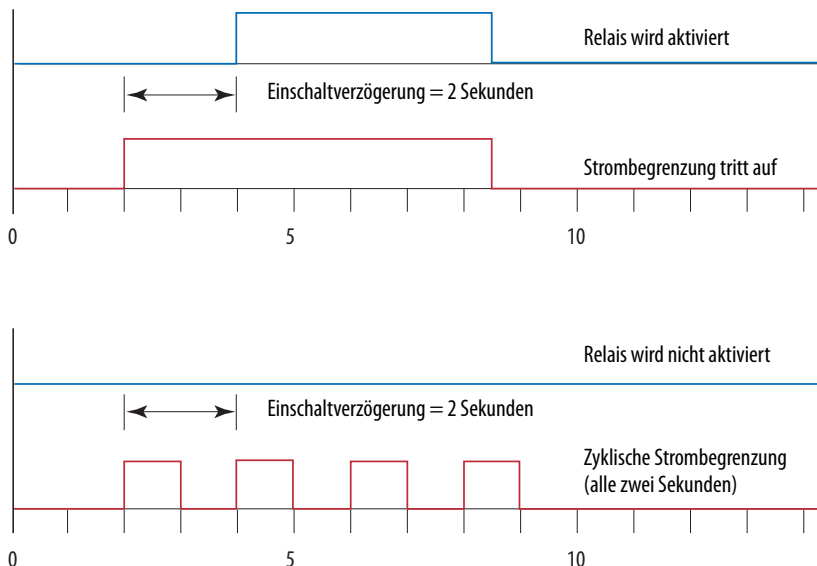 Relais wird aktiviert
Einschaltverzögerung = 2 Sekunden
Strombegrenzung tritt auf
0 5 10
Relais wird nicht aktiviert
Einschaltverzögerung = 2 Sekunden
Zyklische Strombegrenzung
(alle zwei Sekunden)
0 5 10